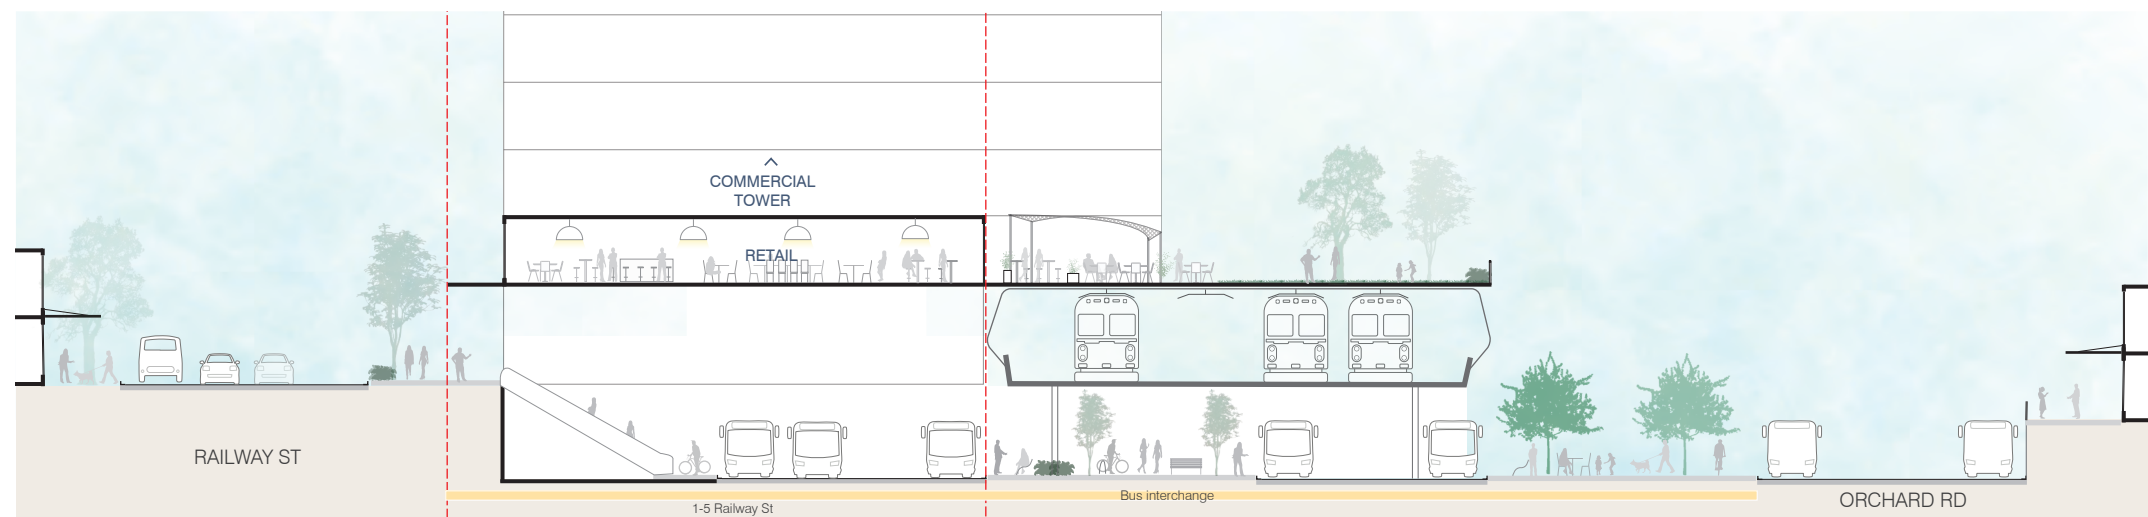 COMMERCIAL
TOWER
RETAIL
RAILWAY ST
Bus interchange
1-5 Railway St
ORCHARD RD